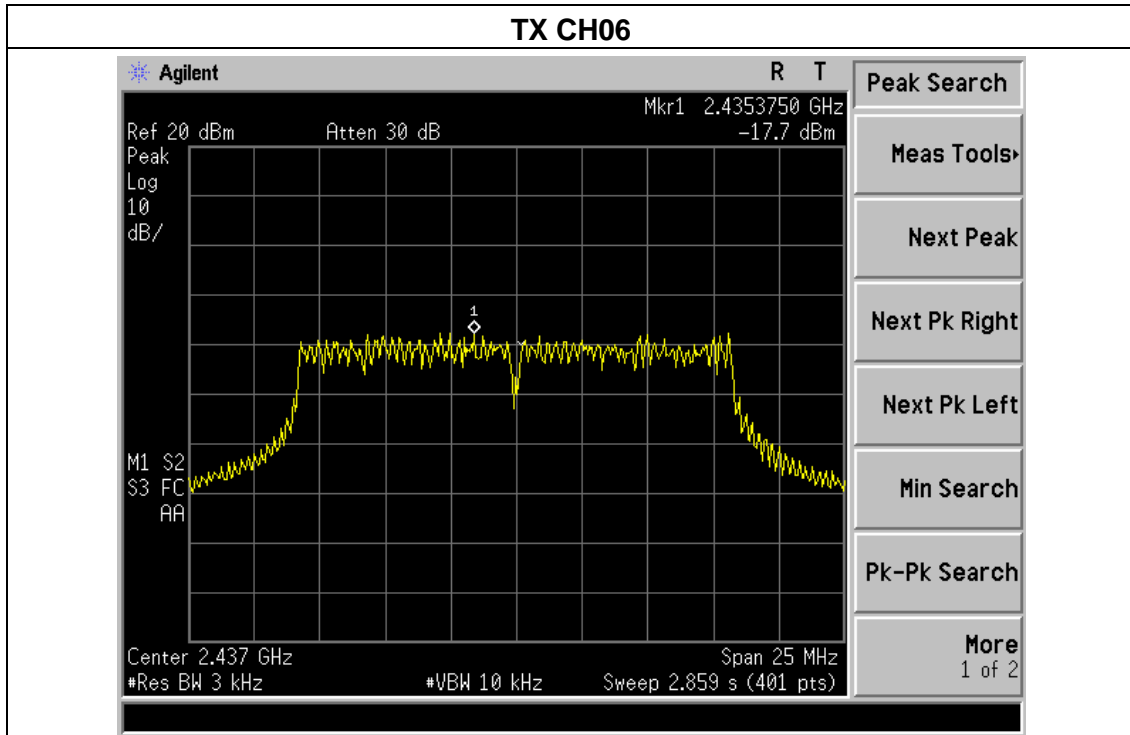 TX CH06
Agilent R T
Peak Search
Mkr1 2.4353750 GHz
Ref 20 dBm Atten 30 dB -17.7 dBm
Peak
Log
10
dB/
1
M1 S2
S3 FC
AA
Center 2.437 GHz Span 25 MHz
#Res BW 3 kHz #VBW 10 kHz Sweep 2.859 s (401 pts)
Meas Tools
Next Peak
Next Pk Right
Next Pk Left
Min Search
Pk-Pk Search
More
1 of 2